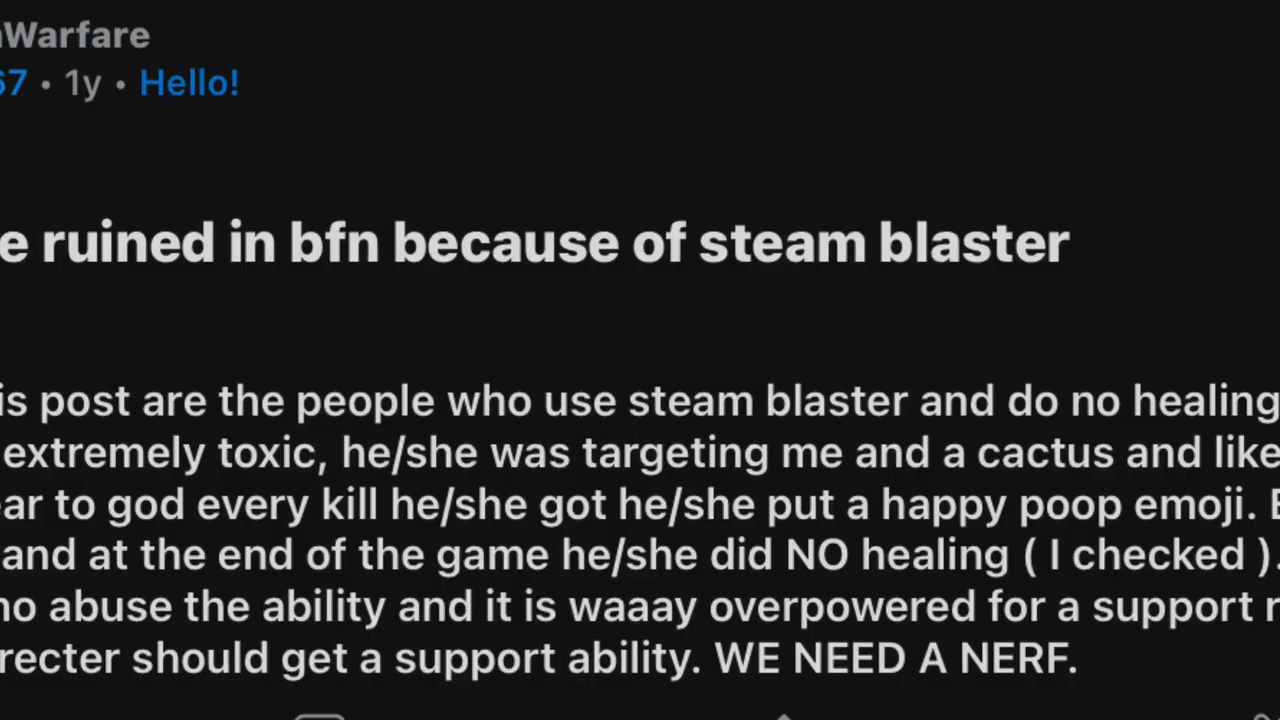 Warfare
67 • 1y • Hello!
e ruined in bfn because of steam blaster
is post are the people who use steam blaster and do no healing
extremely toxic, he/she was targeting me and a cactus and like
ear to god every kill he/she got he/she put a happy poop emoji.
and at the end of the game he/she did NO healing ( I checked ).
ho abuse the ability and it is waaay overpowered for a support
recter should get a support ability. WE NEED A NERF.